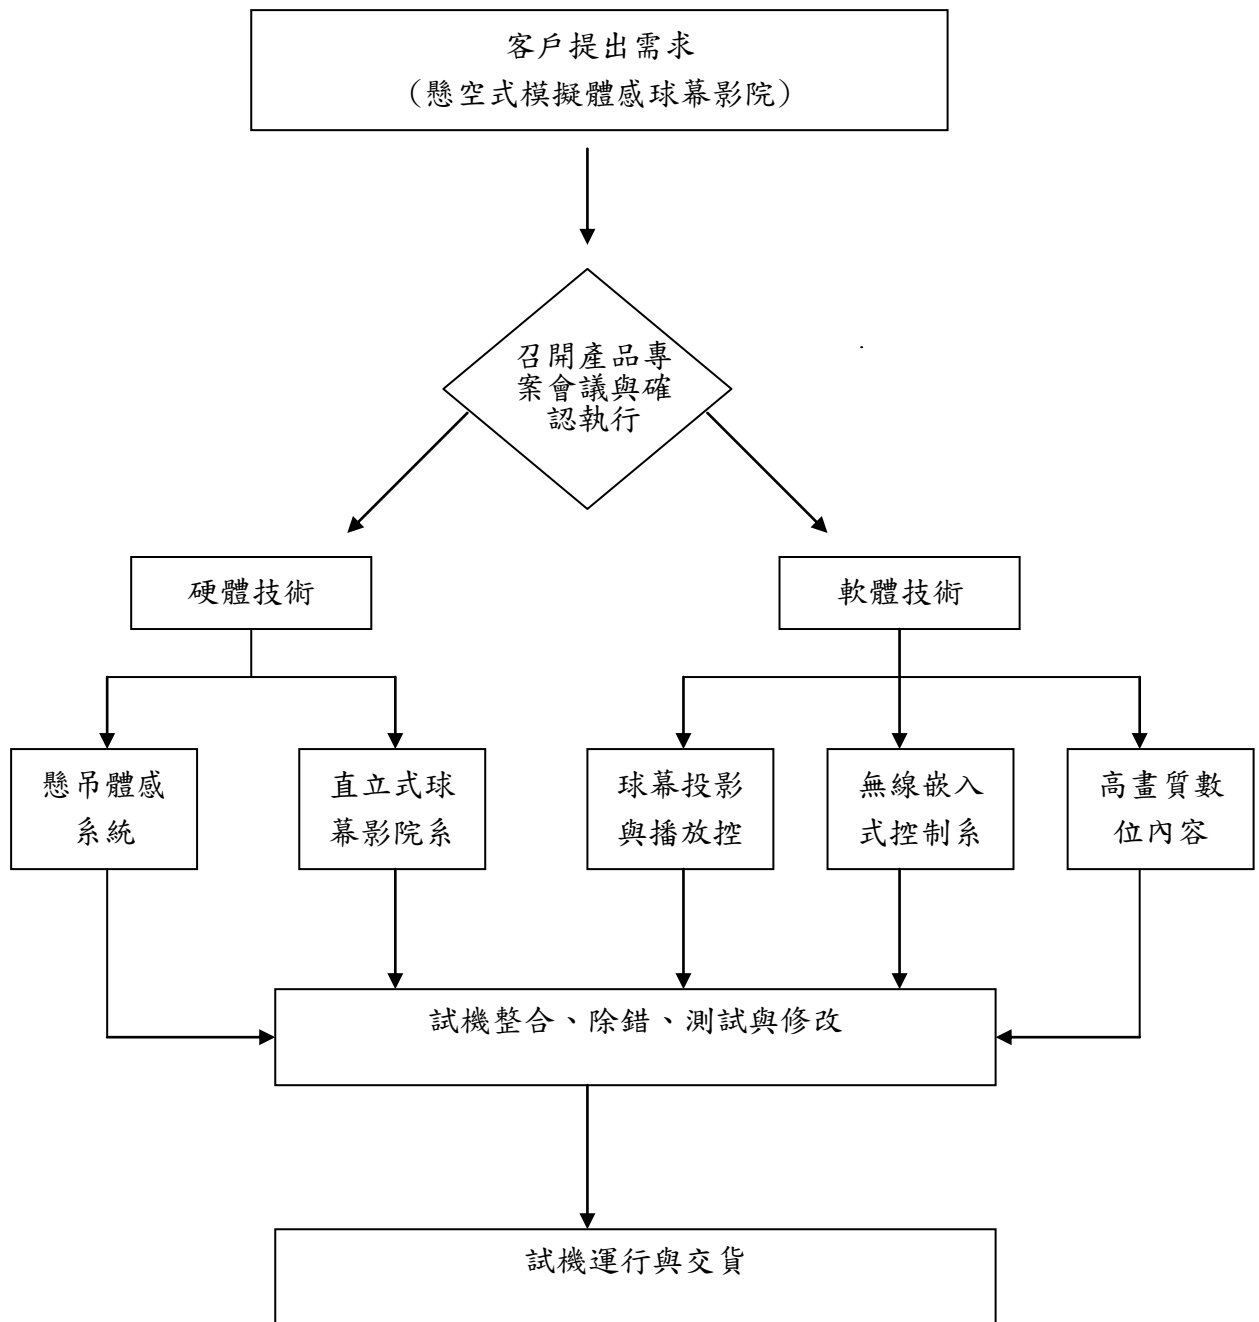 客戶提出需求
（懸空式模擬體感球幕影院）
召開產品專
案會議與確
認執行
硬體技術
軟體技術
懸吊體感
系統
直立式球
幕影院系
球幕投影
與播放控
無線嵌入
式控制系
高畫質數
位內容
試機整合、除錯、測試與修改
試機運行與交貨